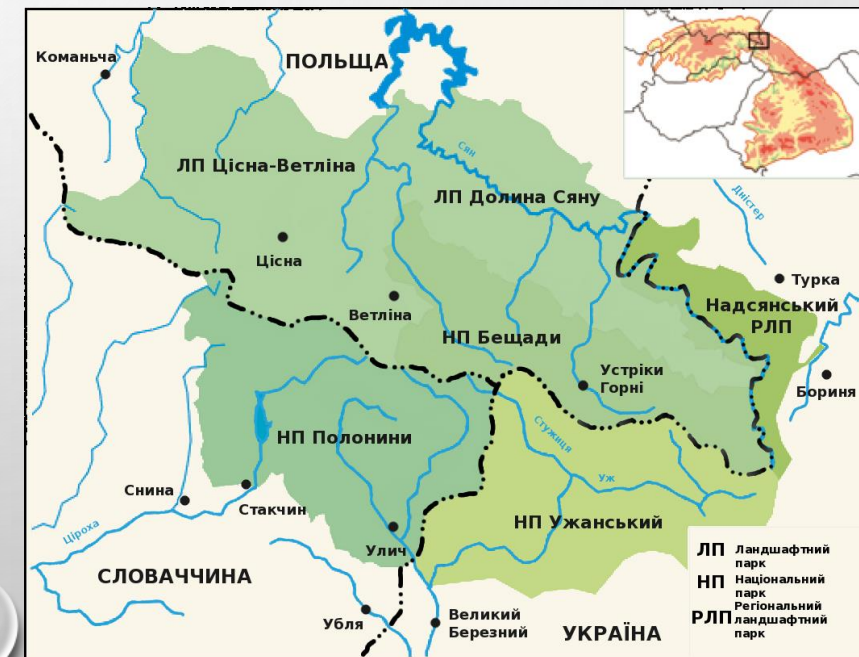 Команьча
ПОЛЬЩА
Сян
ЛП Цісна-Ветліна
ЛП Долина Сяну
Дністер
Цісна
Турка
Ветліна
Надсянський
РЛП
НП Бещади
Устріки
Горні
Бориня
НП Полонини
Стужиця
Уж
Снина
Стакчин
НП Ужанський
Ціроха
Улич
СЛОВАЧЧИНА
Убля
Великий
Березний
УКРАЇНА
ЛП Ландшафтний
парк
НП Національний
парк
РЛП Регіональний
ландшафтний
парк